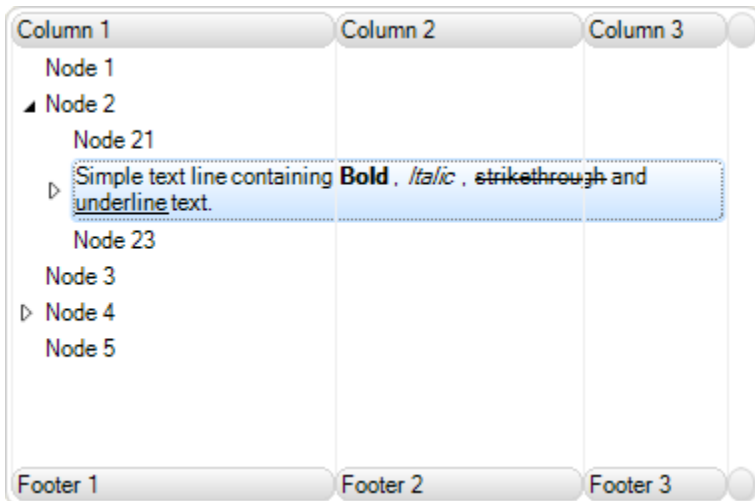 Column 1 Column 2 Column 3
Node 1
Node 2
Node 21
Simple text line containing Bold , Italic , strikethrough and
underline text.
Node 23
Node 3
Node 4
Node 5
Footer 1 Footer 2 Footer 3